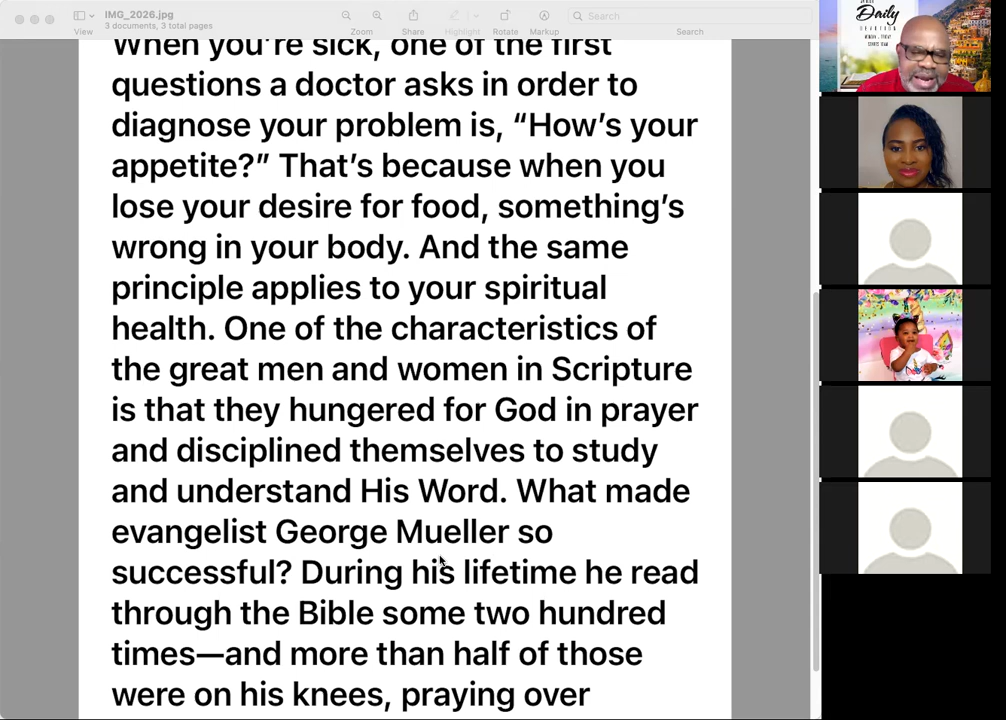 IMG_2026.jpg
3 documents, 3 total pages
View
Zoom
Share
Highlight
Rotate
Markup
Search
Search
When you're sick, one of the first
questions a doctor asks in order to
diagnose your problem is, “How’s your
appetite?” That’s because when you
lose your desire for food, something’s
wrong in your body. And the same
principle applies to your spiritual
health. One of the characteristics of
the great men and women in Scripture
is that they hungered for God in prayer
and disciplined themselves to study
and understand His Word. What made
evangelist George Mueller so
successful? During his lifetime he read
through the Bible some two hundred
times—and more than half of those
were on his knees, praying over
Daily